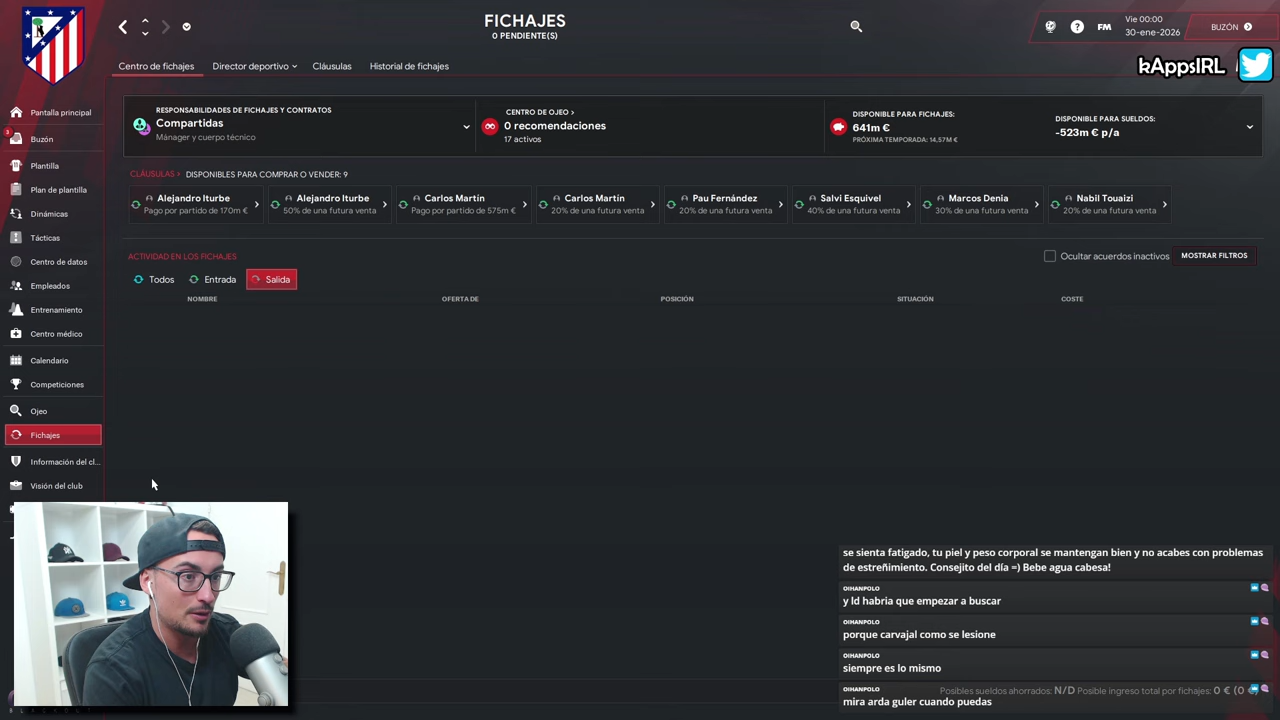 FICHAJES
0 PENDIENTE(S)
Vie 00:00
30-ene-2026
FM
BUZÓN
kAppsIRL
Centro de fichajes
Director deportivo
Cláusulas
Historial de fichajes
Pantalla principal
3
Buzón
Plantilla
Plan de plantilla
Dinámicas
Tácticas
Centro de datos
Empleados
Entrenamiento
Centro médico
Calendario
Competiciones
Ojeo
Fichajes
Información del cl...
Visión del club
RESPONSABILIDADES DE FICHAJES Y CONTRATOS
Compartidas
Mánager y cuerpo técnico
CENTRO DE OJEO >
0 recomendaciones
17 activos
DISPONIBLE PARA FICHAJES:
641m €
PRÓXIMA TEMPORADA: 14,57M €
DISPONIBLE PARA SUELDOS:
-523m € p/a
CLÁUSULAS > DISPONIBLES PARA COMPRAR O VENDER: 9
Alejandro Iturbe
Pago por partido de 170m €
Alejandro Iturbe
50% de una futura venta
Carlos Martín
Pago por partido de 575m €
Carlos Martín
20% de una futura venta
Pau Fernández
20% de una futura venta
Salvi Esquivel
40% de una futura venta
Marcos Denia
30% de una futura venta
Nabil Touaizi
20% de una futura venta
ACTIVIDAD EN LOS FICHAJES
Ocultar acuerdos inactivos
MOSTRAR FILTROS
Todos
Entrada
Salida
NOMBRE
OFERTA DE
POSICIÓN
SITUACIÓN
COSTE
se sienta fatigado, tu piel y peso corporal se mantengan bien y no acabes con problemas
de estreñimiento. Consejito del día =) Bebe agua cabesa!
OIHANPOLO
y ld habria que empezar a buscar
OIHANPOLO
porque carvajal como se lesione
OIHANPOLO
siempre es lo mismo
OIHANPOLO
mira arda guler cuando puedas
Posibles sueldos ahorrados: N/D Posible ingreso total por fichajes: 0 € (0 €)